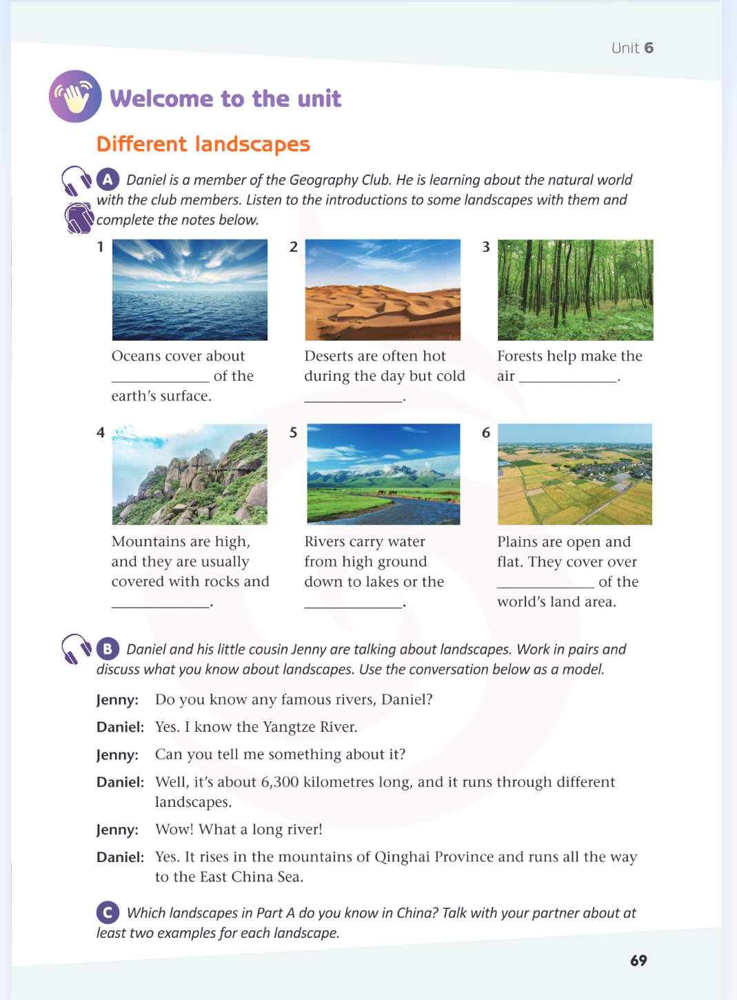 Unit 6
Welcome to the unit
Different landscapes
A Daniel is a member of the Geography Club. He is learning about the natural world
with the club members. Listen to the introductions to some landscapes with them and
complete the notes below.
1
Oceans cover about
____________ of the
earth's surface.
2
Deserts are often hot
during the day but cold
____________.
3
Forests help make the
air ____________.
4
Mountains are high,
and they are usually
covered with rocks and
____________.
5
Rivers carry water
from high ground
down to lakes or the
____________.
6
Plains are open and
flat. They cover over
____________ of the
world's land area.
B Daniel and his little cousin Jenny are talking about landscapes. Work in pairs and
discuss what you know about landscapes. Use the conversation below as a model.
Jenny: Do you know any famous rivers, Daniel?
Daniel: Yes. I know the Yangtze River.
Jenny: Can you tell me something about it?
Daniel: Well, it's about 6,300 kilometres long, and it runs through different
landscapes.
Jenny: Wow! What a long river!
Daniel: Yes. It rises in the mountains of Qinghai Province and runs all the way
to the East China Sea.
C Which landscapes in Part A do you know in China? Talk with your partner about at
least two examples for each landscape.
69